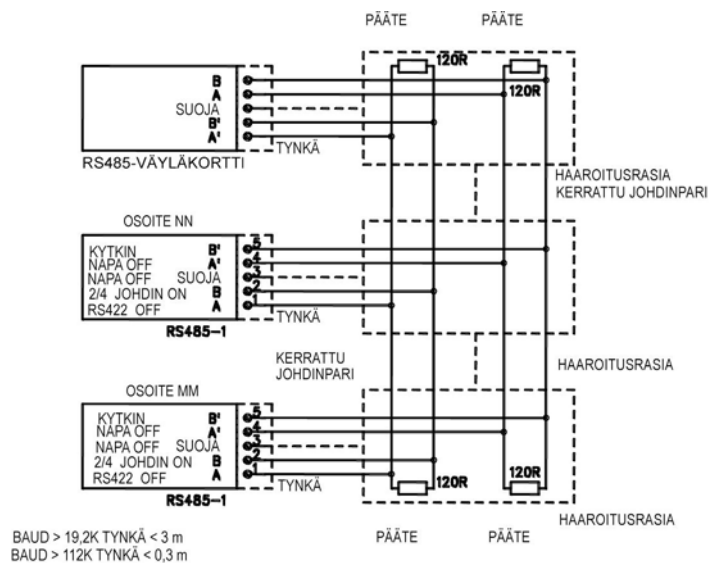 PÄÄTE PÄÄTE
120R
120R
B
A
SUOJA
B'
A'
TYNKÄ
RS485-VÄYLÄKORTTI
HAAROITUSRASIA
KERRATTU JOHDINPARI
OSOITE NN
KYTKIN B' 5
NAPA OFF A' 4
NAPA OFF SUOJA 3
2/4 JOHDIN ON B 2
RS422 OFF A 1
TYNKÄ
RS485-1
KERRATTU
JOHDINPARI
HAAROITUSRASIA
OSOITE MM
KYTKIN B' 5
NAPA OFF A' 4
NAPA OFF SUOJA 3
2/4 JOHDIN ON B 2
RS422 OFF A 1
TYNKÄ
120R 120R
RS485-1
HAAROITUSRASIA
PÄÄTE PÄÄTE
BAUD > 19,2K TYNKÄ < 3 m
BAUD > 112K TYNKÄ < 0,3 m